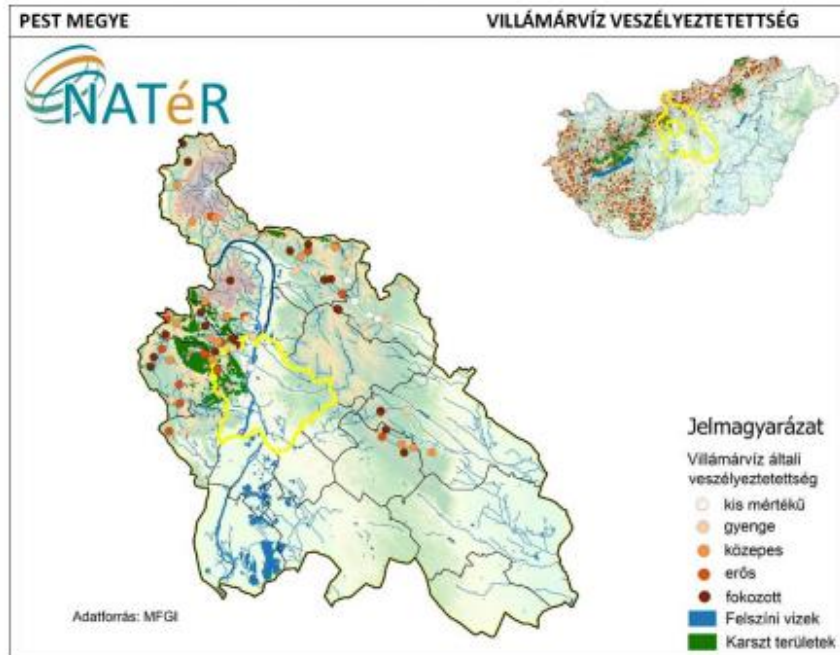 PEST MEGYE
VILLÁMÁRVÍZ VESZÉLYEZTETETTSÉG
NATéR
Jelmagyarázat
Villámárvíz általi
veszélyeztetettség
kis mértékű
gyenge
közepes
erős
fokozott
Felszíni vizek
Karszt területek
Adatforrás: MFGI